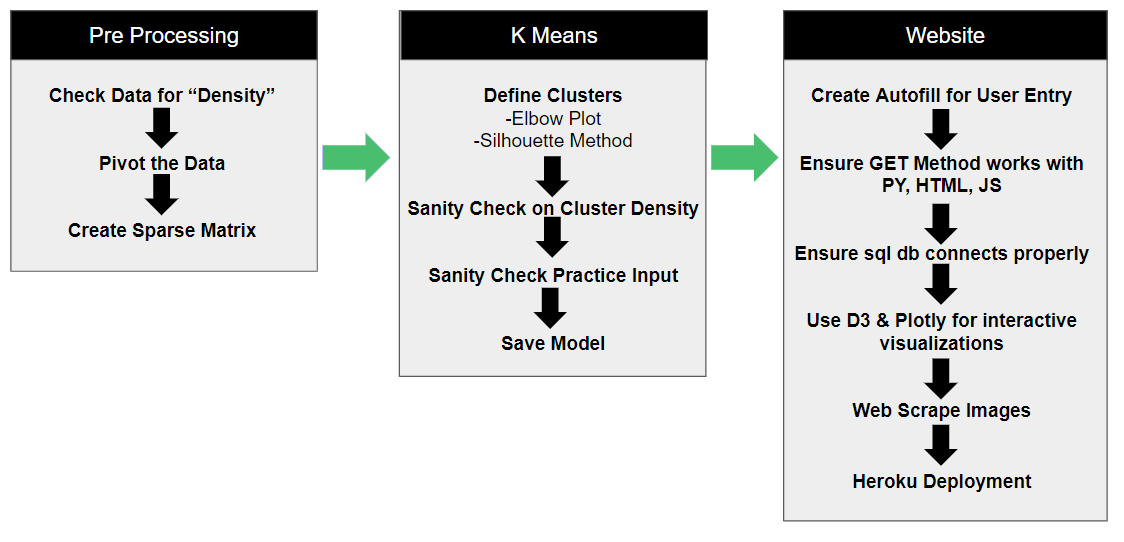 Pre Processing
Check Data for “Density”
Pivot the Data
Create Sparse Matrix
K Means
Define Clusters
-Elbow Plot
-Silhouette Method
Sanity Check on Cluster Density
Sanity Check Practice Input
Save Model
Website
Create Autofill for User Entry
Ensure GET Method works with
PY, HTML, JS
Ensure sql db connects properly
Use D3 & Plotly for interactive
visualizations
Web Scrape Images
Heroku Deployment